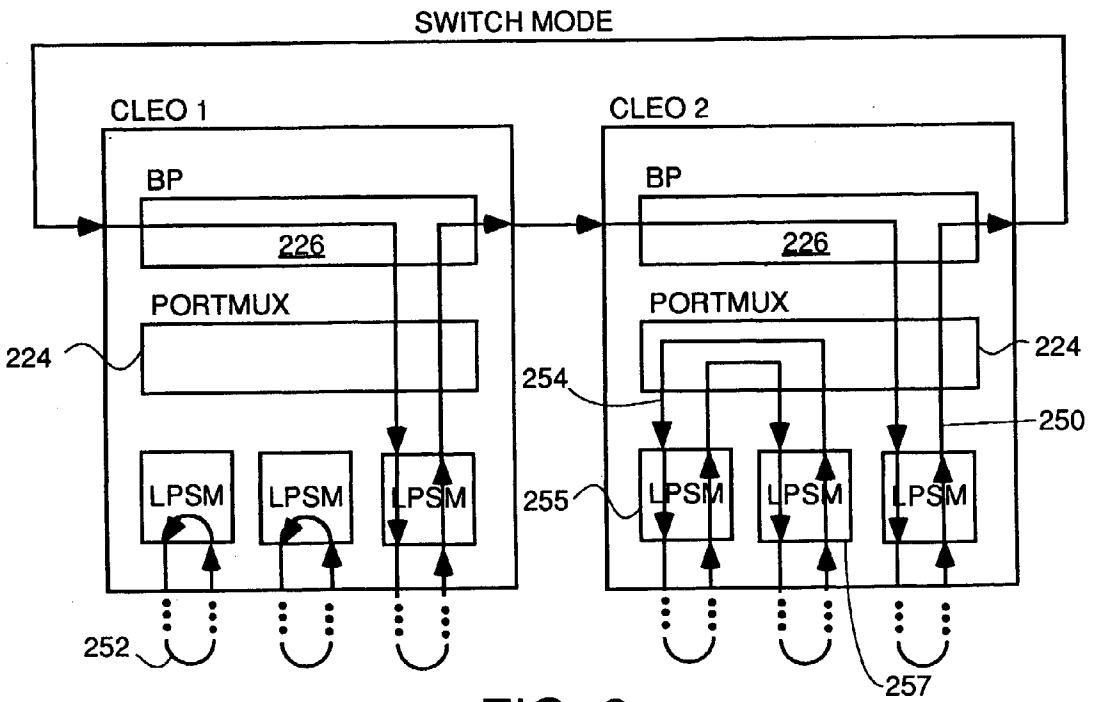 SWITCH MODE
CLEO 1
CLEO 2
BP
BP
226
226
PORTMUX
PORTMUX
224
224
254
250
LPSM
LPSM
LPSM
255
LPSM
LPSM
LPSM
252
257